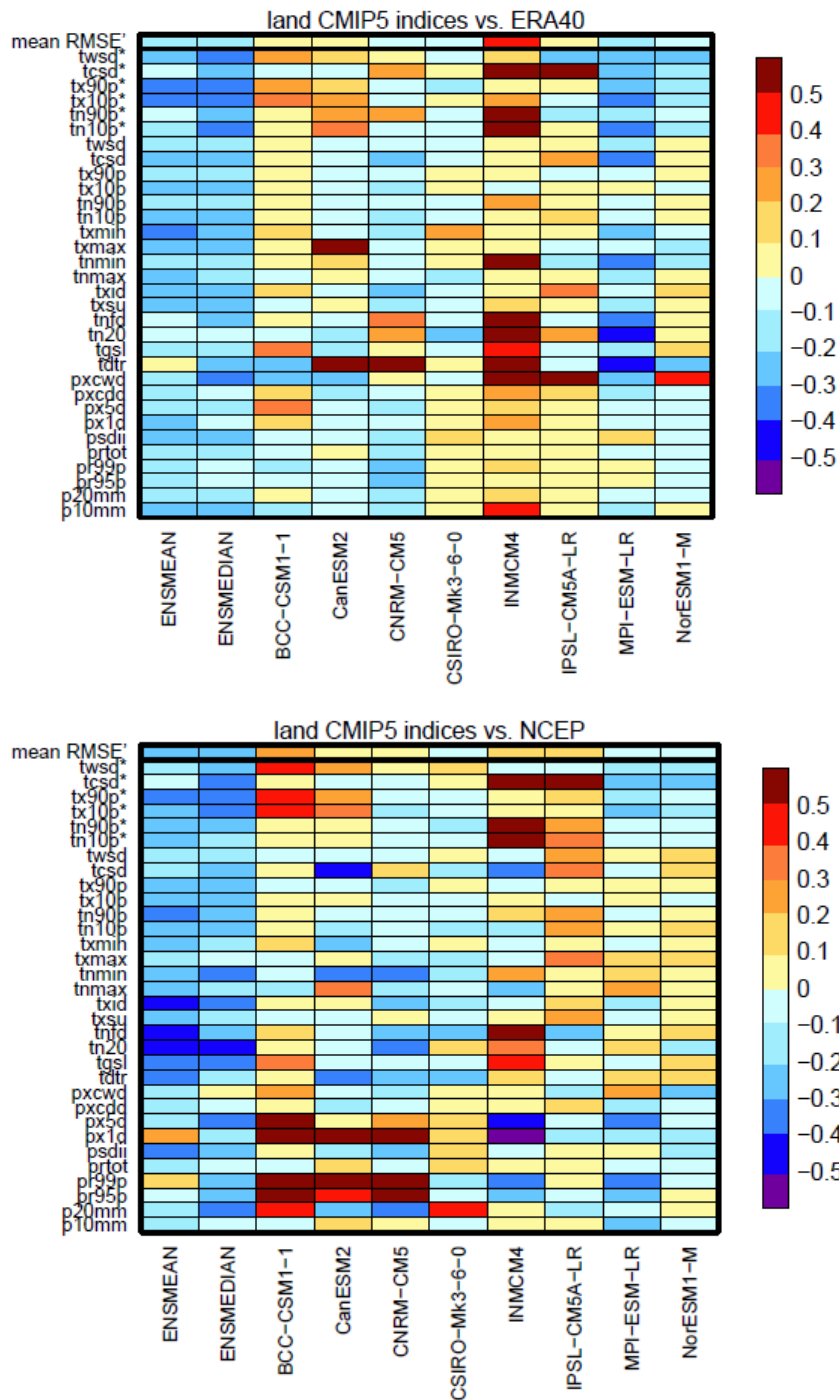 land CMIP5 indices vs. ERA40
mean RMSE'
twsd*
tcsd*
tx90p*
tx10p*
tn90p*
tn10p*
twsd
tcsd
tx90p
tx10p
tn90p
tn10p
txmin
txmax
tnmin
tnmax
txid
txsu
tnfd
tn20
tgsl
tdtr
pxcwd
pxcdd
px5d
px1d
psdii
prtot
pr99p
pr95p
p20mm
p10mm
0.5
0.4
0.3
0.2
0.1
0
−0.1
−0.2
−0.3
−0.4
−0.5
ENSMEAN
ENSMEDIAN
BCC−CSM1−1
CanESM2
CNRM−CM5
CSIRO−Mk3−6−0
INMCM4
IPSL−CM5A−LR
MPI−ESM−LR
NorESM1−M
land CMIP5 indices vs. NCEP
mean RMSE'
twsd*
tcsd*
tx90p*
tx10p*
tn90p*
tn10p*
twsd
tcsd
tx90p
tx10p
tn90p
tn10p
txmin
txmax
tnmin
tnmax
txid
txsu
tnfd
tn20
tgsl
tdtr
pxcwd
pxcdd
px5d
px1d
psdii
prtot
pr99p
pr95p
p20mm
p10mm
0.5
0.4
0.3
0.2
0.1
0
−0.1
−0.2
−0.3
−0.4
−0.5
ENSMEAN
ENSMEDIAN
BCC−CSM1−1
CanESM2
CNRM−CM5
CSIRO−Mk3−6−0
INMCM4
IPSL−CM5A−LR
MPI−ESM−LR
NorESM1−M